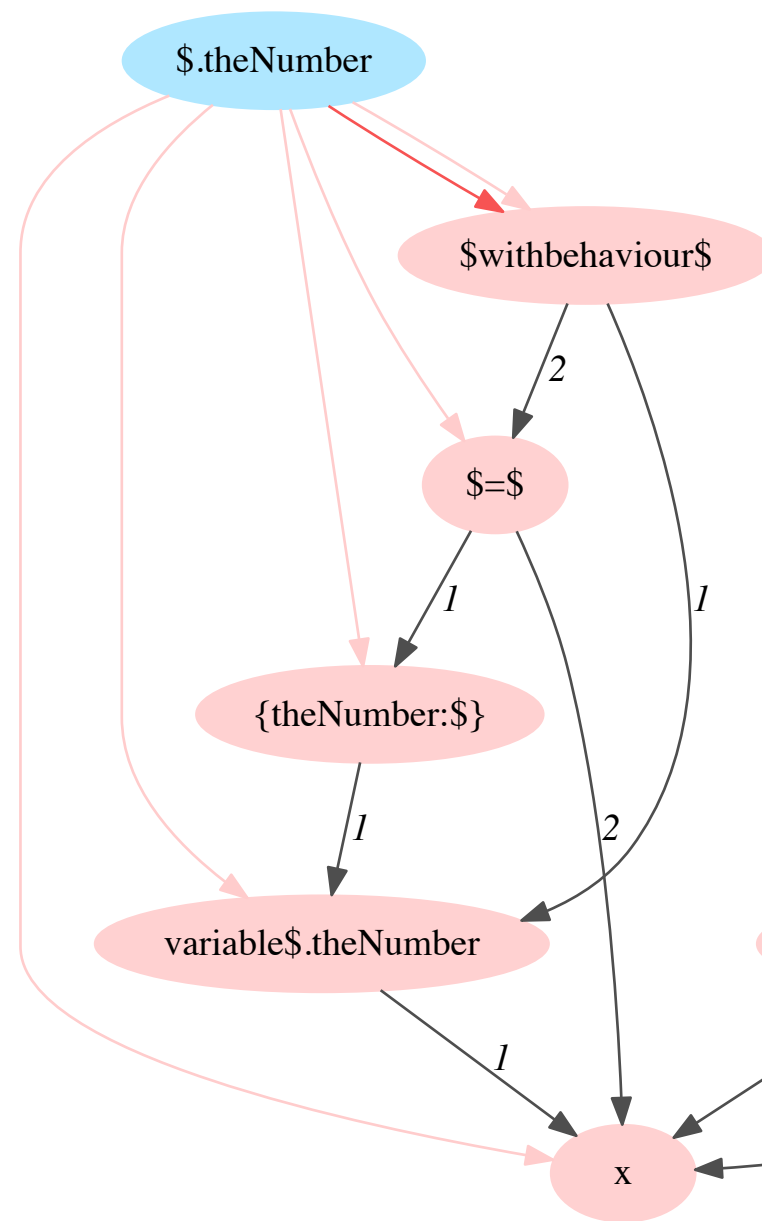 $.theNumber
$withbehaviour$
2
$=$
1
1
{theNumber:$}
1
2
variable$.theNumber
1
x